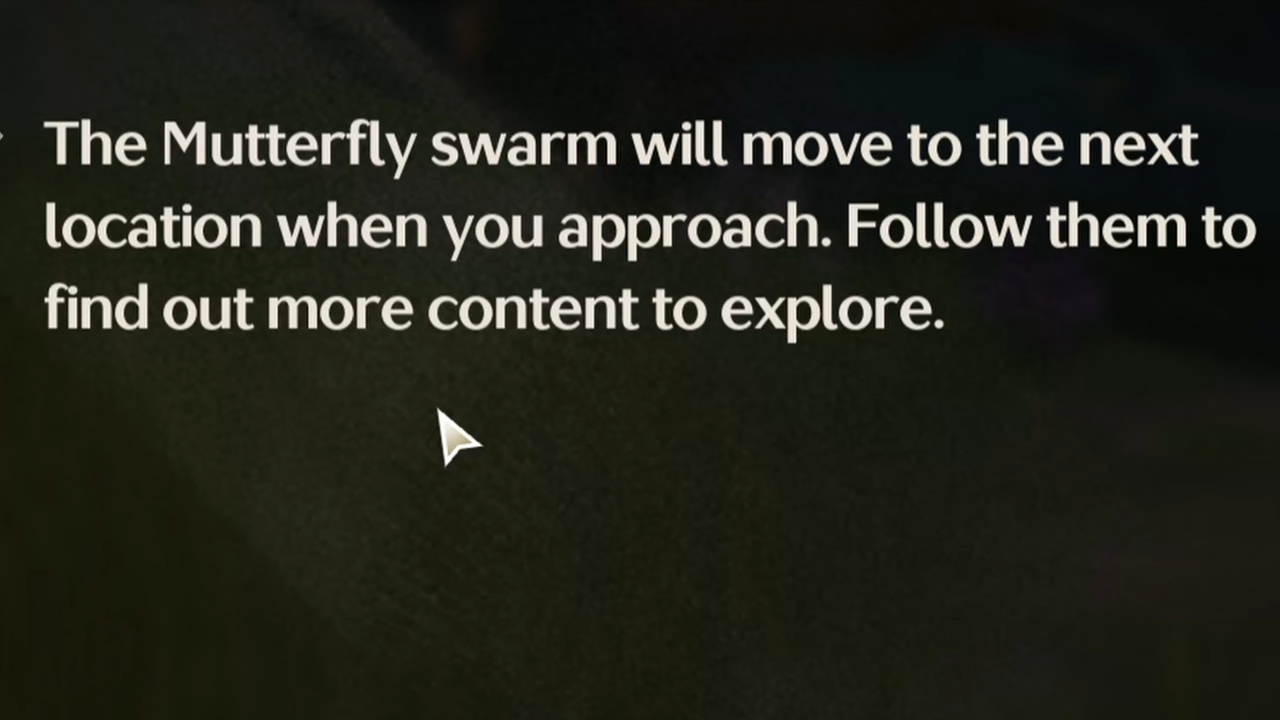 The Mutterfly swarm will move to the next
location when you approach. Follow them to
find out more content to explore.